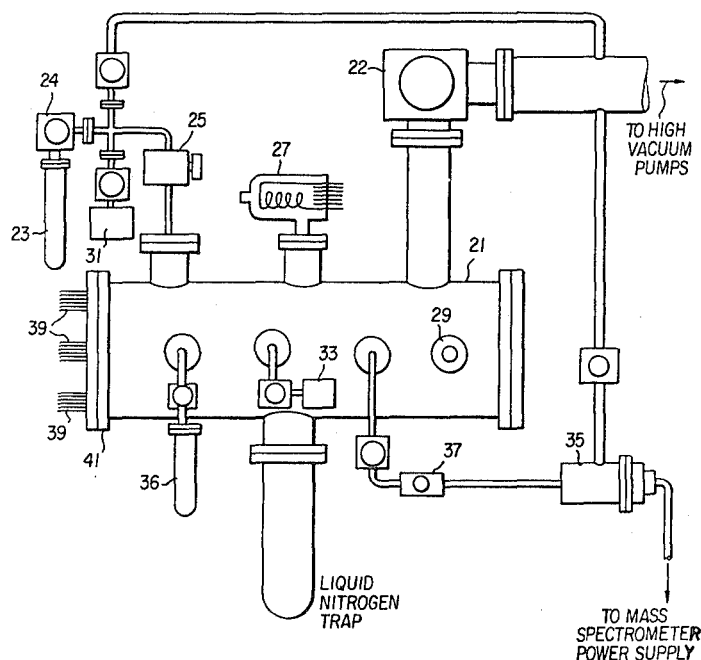 24
22
25
27
TO HIGH
VACUUM
PUMPS
23
31
21
29
39
33
39
41
36
37
35
LIQUID
NITROGEN
TRAP
TO MASS
SPECTROMETER
POWER SUPPLY